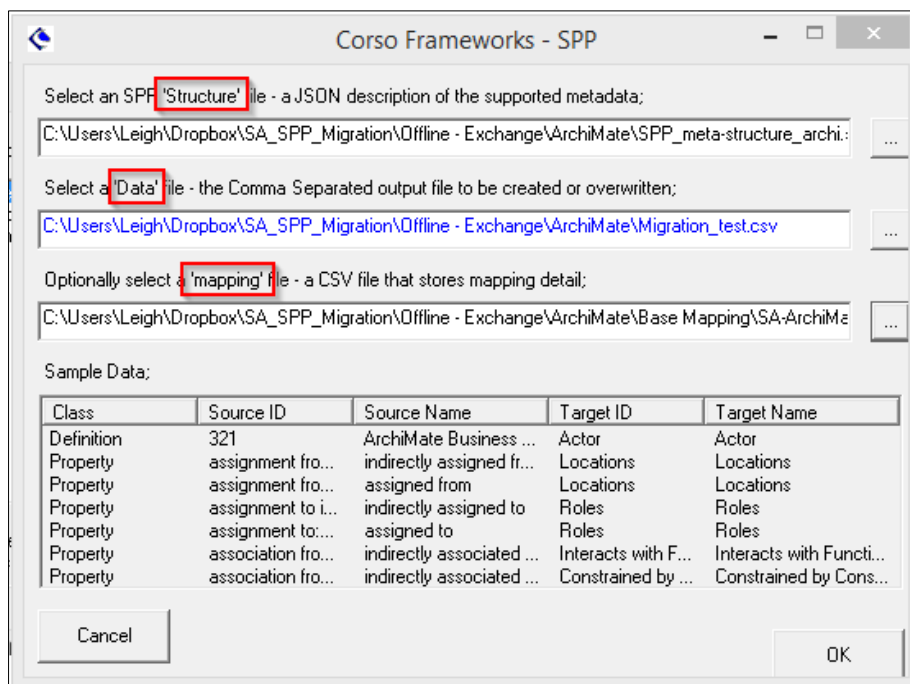 Corso Frameworks - SPP
Select an SPP 'Structure' file - a JSON description of the supported metadata;
C:\Users\Leigh\Dropbox\SA_SPP_Migration\Offline - Exchange\ArchiMate\SPP_meta-structure_archi.
...
Select a 'Data' file - the Comma Separated output file to be created or overwritten;
C:\Users\Leigh\Dropbox\SA_SPP_Migration\Offline - Exchange\ArchiMate\Migration_test.csv
...
Optionally select a 'mapping' file - a CSV file that stores mapping detail;
C:\Users\Leigh\Dropbox\SA_SPP_Migration\Offline - Exchange\ArchiMate\Base Mapping\SA-ArchiMa
...
Sample Data;
Class Source ID Source Name Target ID Target Name
Definition 321 ArchiMate Business ... Actor Actor
Property assignment fro... indirectly assigned fr... Locations Locations
Property assignment fro... assigned from Locations Locations
Property assignment to i... indirectly assigned to Roles Roles
Property assignment to:... assigned to Roles Roles
Property association fro... indirectly associated ... Interacts with F... Interacts with Functi...
Property association fro... indirectly associated ... Constrained by ... Constrained by Cons...
Cancel
OK